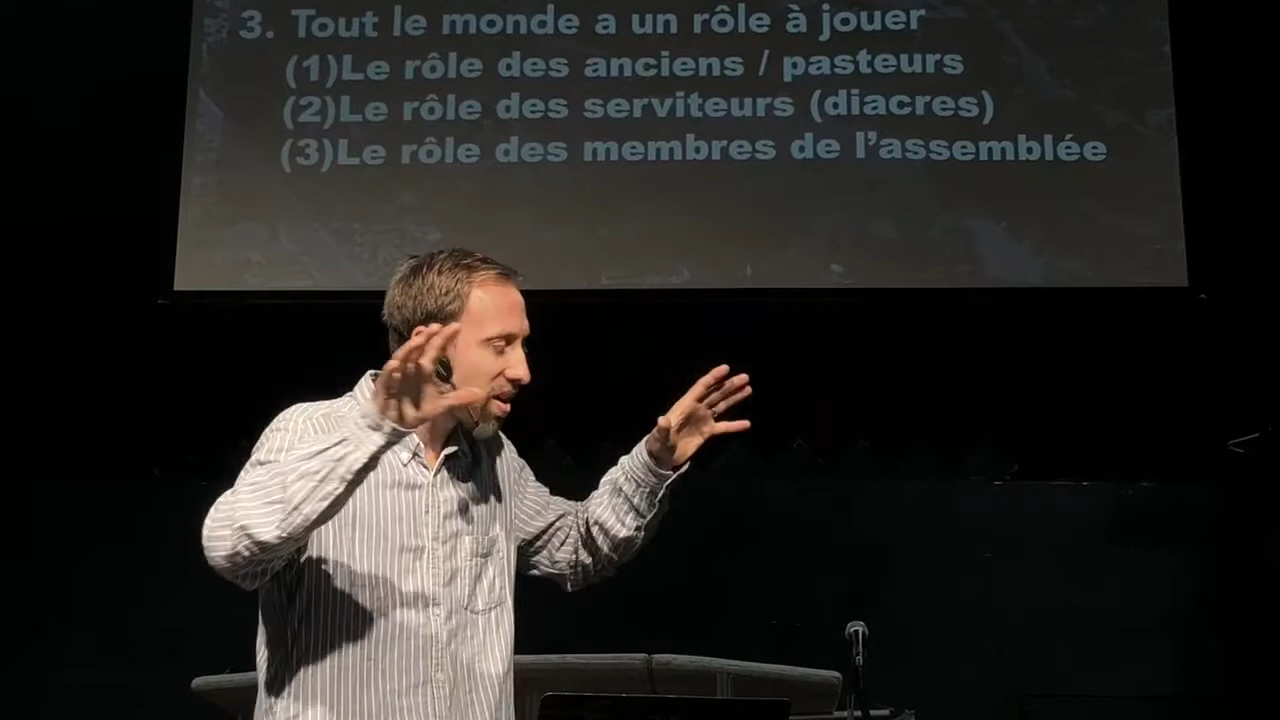 3. Tout le monde a un rôle à jouer
(1)Le rôle des anciens / pasteurs
(2)Le rôle des serviteurs (diacres)
(3)Le rôle des membres de l’assemblée